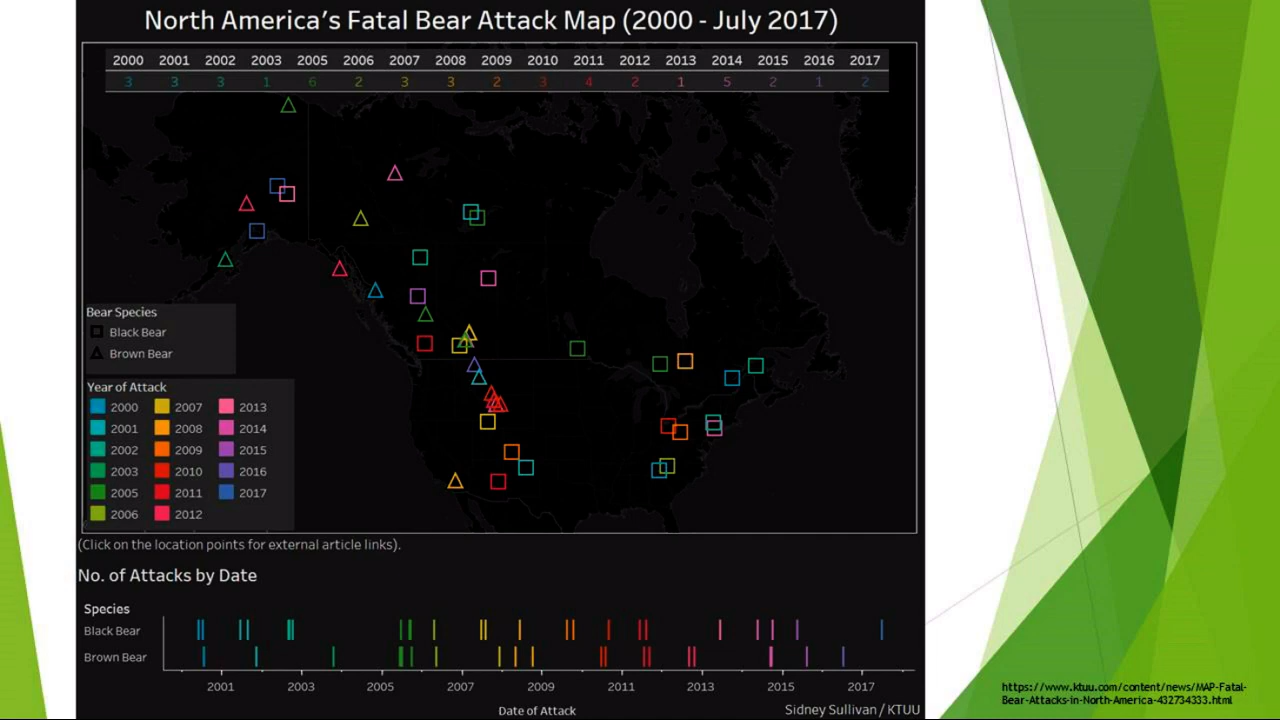 North America's Fatal Bear Attack Map (2000 - July 2017)
2000 2001 2002 2003 2005 2006 2007 2008 2009 2010 2011 2012 2013 2014 2015 2016 2017
3 3 3 1 6 2 3 3 2 3 4 2 1 5 2 1 2
Bear Species
Black Bear
Brown Bear
Year of Attack
2000 2007 2013
2001 2008 2014
2002 2009 2015
2003 2010 2016
2005 2011 2017
2006 2012
(Click on the location points for external article links).
No. of Attacks by Date
Species
Black Bear
Brown Bear
2001 2003 2005 2007 2009 2011 2013 2015 2017
Date of Attack
Sidney Sullivan / KTUU
https://www.ktuu.com/content/news/MAP-Fatal-
Bear-Attacks-in-North-America-432734333.html